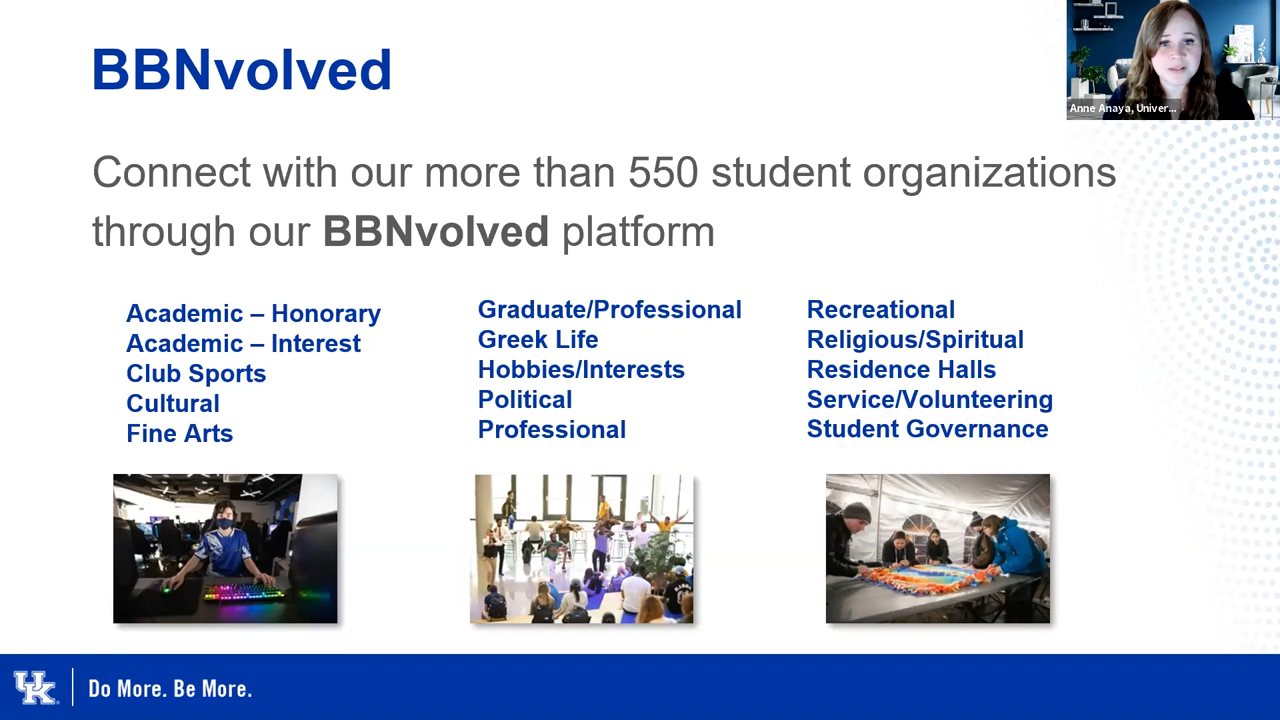 BBNvolved
Anne Anaya, Univer...
Connect with our more than 550 student organizations
through our BBNvolved platform
Academic – Honorary
Academic – Interest
Club Sports
Cultural
Fine Arts
Graduate/Professional
Greek Life
Hobbies/Interests
Political
Professional
Recreational
Religious/Spiritual
Residence Halls
Service/Volunteering
Student Governance
UK
Do More. Be More.